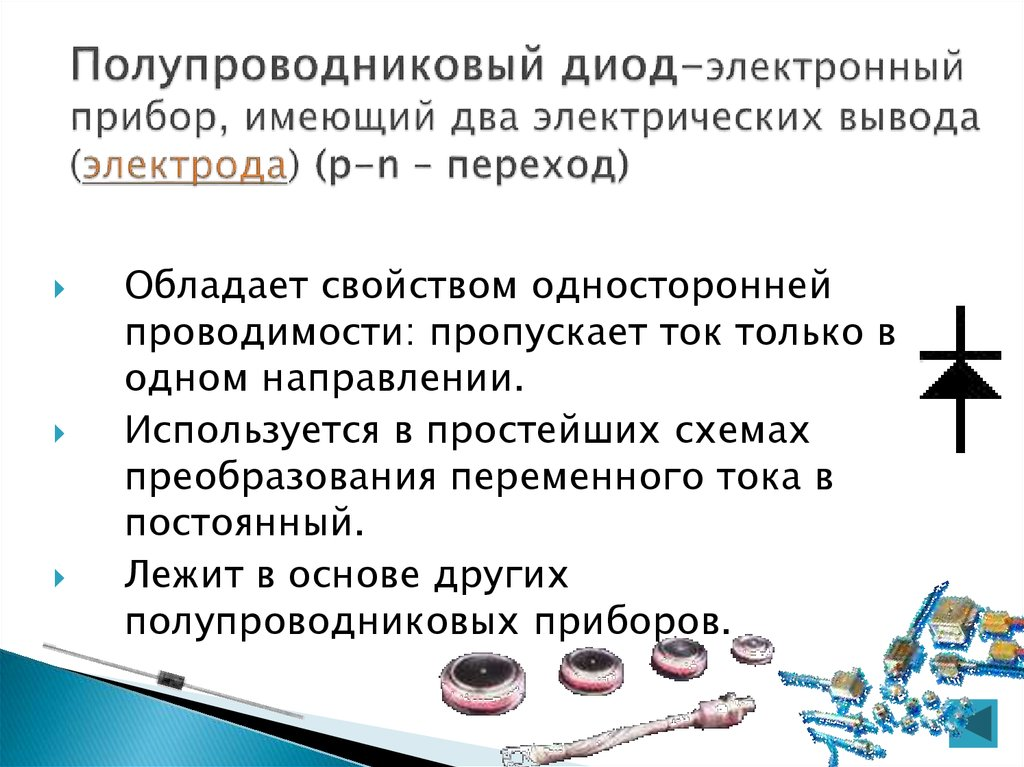 Полупроводниковый диод-электронный
прибор, имеющий два электрических вывода
(электрода) (p-n – переход)
Обладает свойством односторонней
проводимости: пропускает ток только в
одном направлении.
Используется в простейших схемах
преобразования переменного тока в
постоянный.
Лежит в основе других
полупроводниковых приборов.